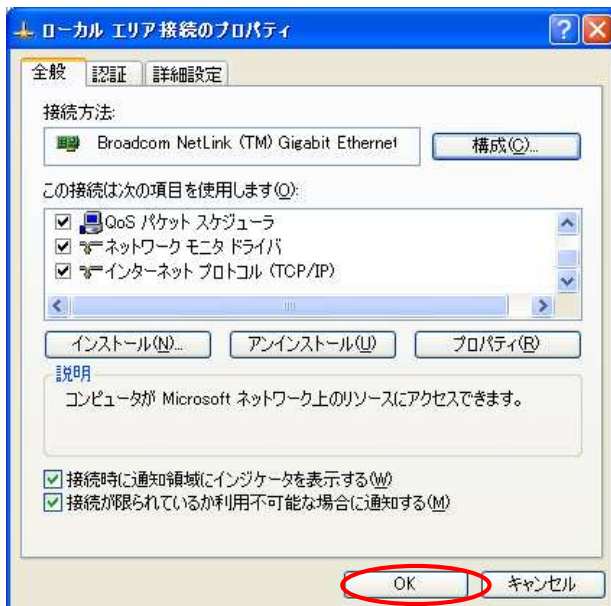 ローカル エリア接続のプロパティ
全般 認証 詳細設定
接続方法:
Broadcom NetLink (TM) Gigabit Ethernet 構成(C)...
この接続は次の項目を使用します(O):
QoS パケット スケジューラ
ネットワーク モニタ ドライバ
インターネット プロトコル (TCP/IP)
インストール(N)... アンインストール(U) プロパティ(R)
説明
コンピュータが Microsoft ネットワーク上のリソースにアクセスできます。
接続時に通知領域にインジケータを表示する(W)
接続が限られているか利用不可能な場合に通知する(M)
OK キャンセル